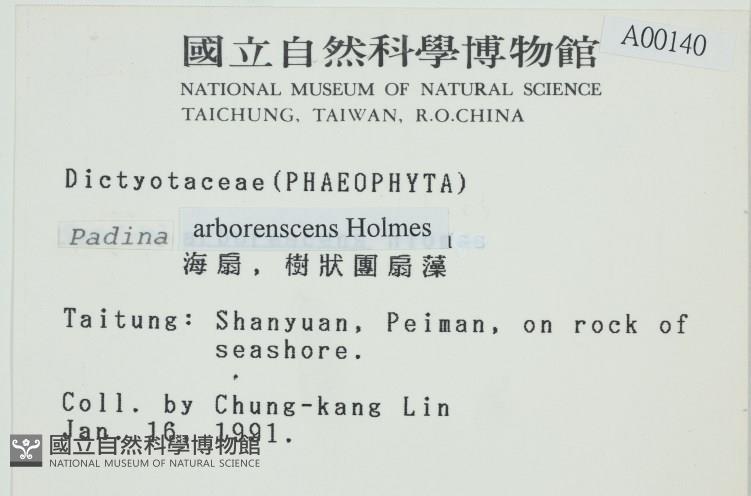 國立自然科學博物館
A00140
NATIONAL MUSEUM OF NATURAL SCIENCE
TAICHUNG, TAIWAN, R.O.CHINA
Dictyotaceae(PHAEOPHYTA)
Padina arborenscens Holmes
海扇，樹狀團扇藻
Taitung: Shanyuan, Peiman, on rock of
seashore.
Coll. by Chung-kang Lin
Jan. 16, 1991.
國立自然科學博物館
NATIONAL MUSEUM OF NATURAL SCIENCE